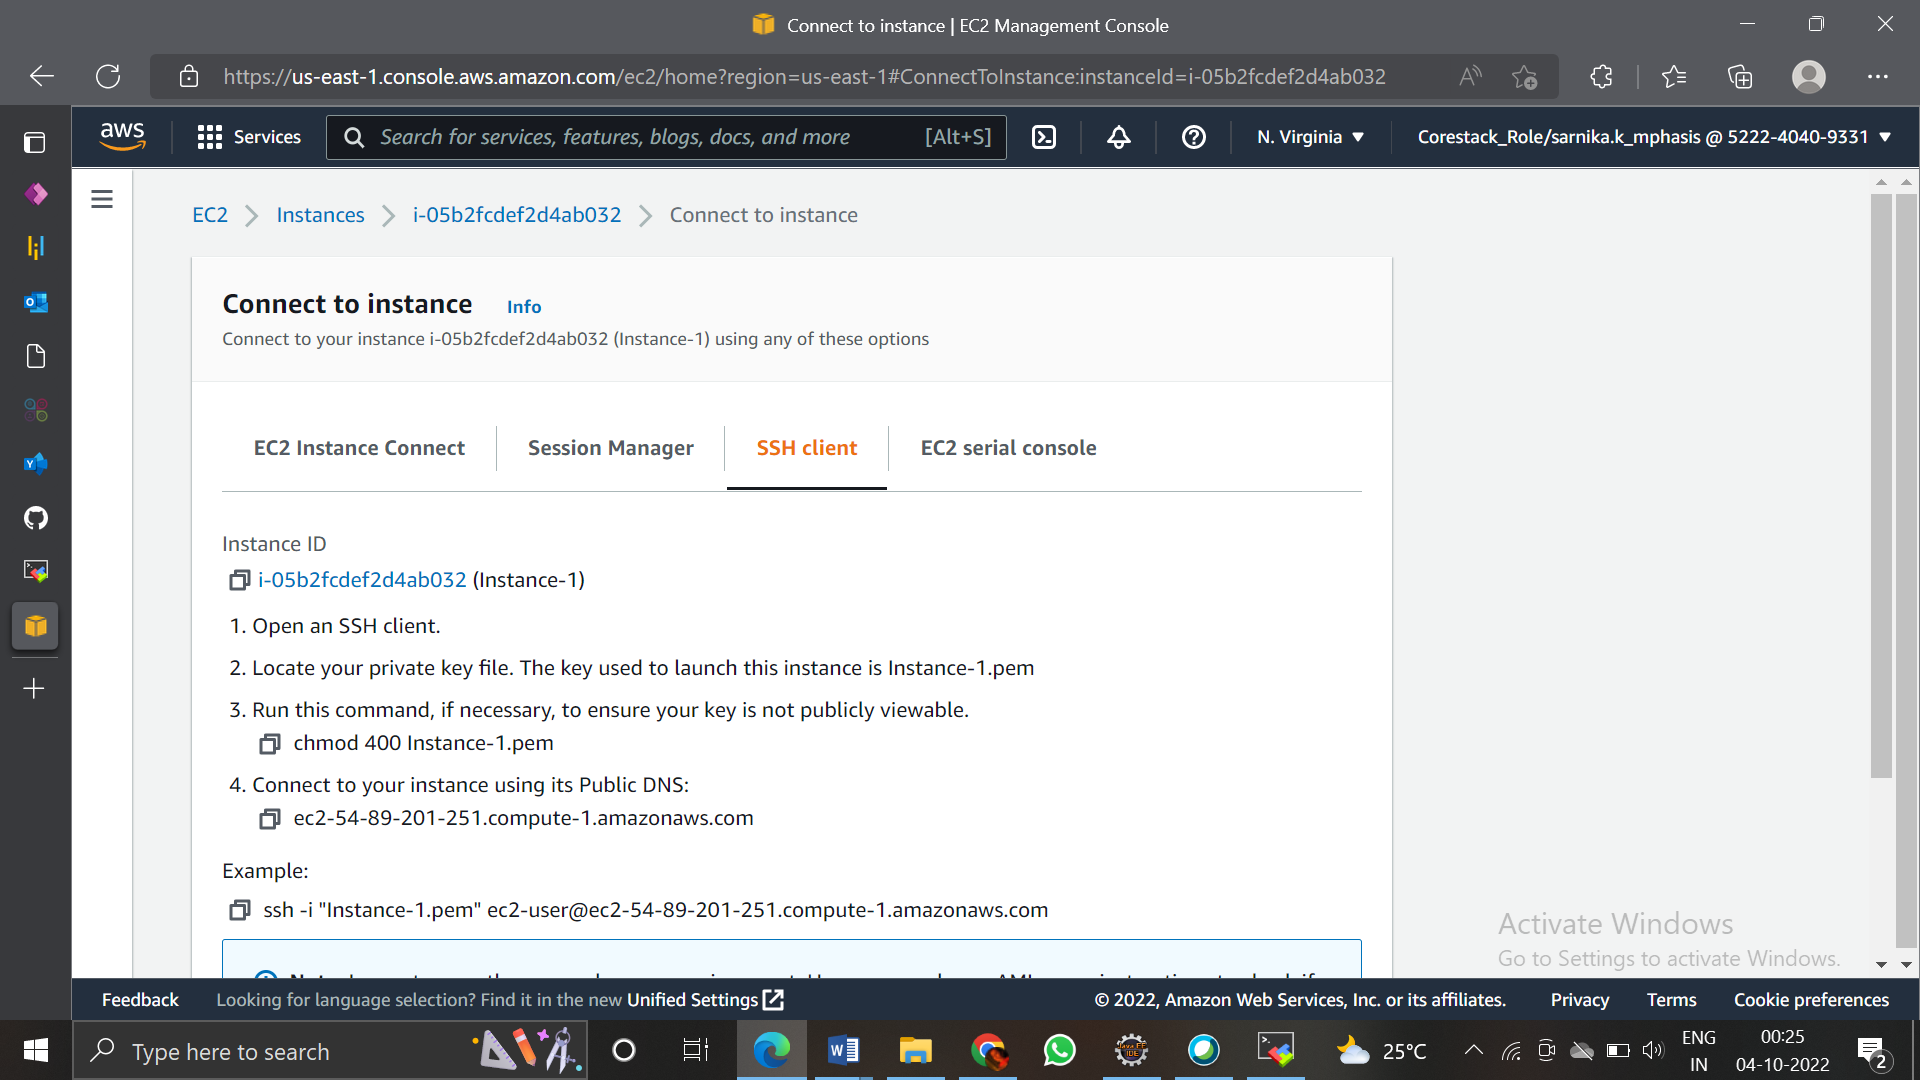 Connect to instance | EC2 Management Console
https://us-east-1.console.aws.amazon.com/ec2/home?region=us-east-1#ConnectToInstance:instanceId=i-05b2fcdef2d4ab032
aws
Services
Search for services, features, blogs, docs, and more
[Alt+S]
N. Virginia
Corestack_Role/sarnika.k_mphasis @ 5222-4040-9331
EC2
Instances
i-05b2fcdef2d4ab032
Connect to instance
Connect to instance
Info
Connect to your instance i-05b2fcdef2d4ab032 (Instance-1) using any of these options
EC2 Instance Connect
Session Manager
SSH client
EC2 serial console
Instance ID
i-05b2fcdef2d4ab032 (Instance-1)
1. Open an SSH client.
2. Locate your private key file. The key used to launch this instance is Instance-1.pem
3. Run this command, if necessary, to ensure your key is not publicly viewable.
chmod 400 Instance-1.pem
4. Connect to your instance using its Public DNS:
ec2-54-89-201-251.compute-1.amazonaws.com
Example:
ssh -i "Instance-1.pem" ec2-user@ec2-54-89-201-251.compute-1.amazonaws.com
Activate Windows
Go to Settings to activate Windows.
Feedback
Looking for language selection? Find it in the new Unified Settings
© 2022, Amazon Web Services, Inc. or its affiliates.
Privacy
Terms
Cookie preferences
Type here to search
25°C
ENG
IN
00:25
04-10-2022
2